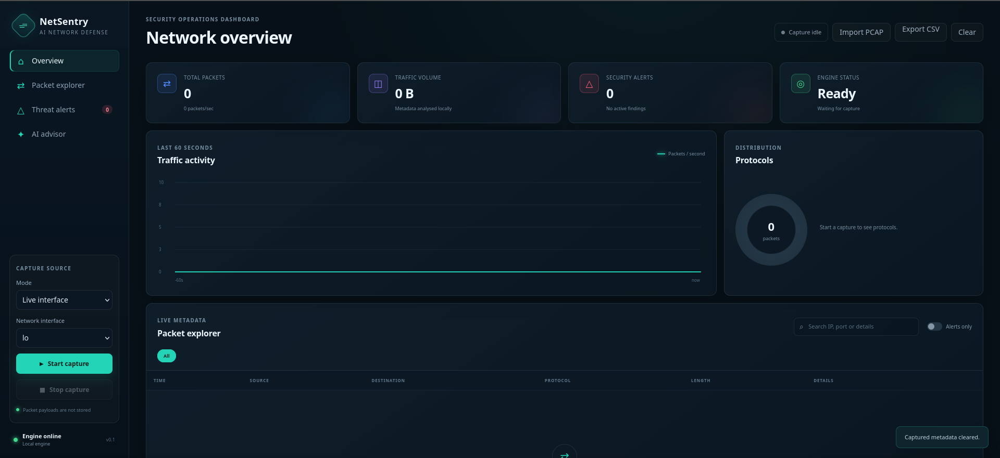 NetSentry
AI NETWORK DEFENSE
Overview
Packet explorer
Threat alerts
0
AI advisor
CAPTURE SOURCE
Mode
Live interface
Network interface
lo
Start capture
Stop capture
Packet payloads are not stored
Engine online
Local engine
v0.1
SECURITY OPERATIONS DASHBOARD
Network overview
Capture idle
Import PCAP
Export CSV
Clear
TOTAL PACKETS
0
0 packets/sec
TRAFFIC VOLUME
0 B
Metadata analysed locally
SECURITY ALERTS
0
No active findings
ENGINE STATUS
Ready
Waiting for capture
LAST 60 SECONDS
Traffic activity
Packets / second
10
8
5
3
0
-60s
now
DISTRIBUTION
Protocols
0
packets
Start a capture to see protocols.
LIVE METADATA
Packet explorer
Search IP, port or details
Alerts only
All
TIME
SOURCE
DESTINATION
PROTOCOL
LENGTH
DETAILS
Captured metadata cleared.